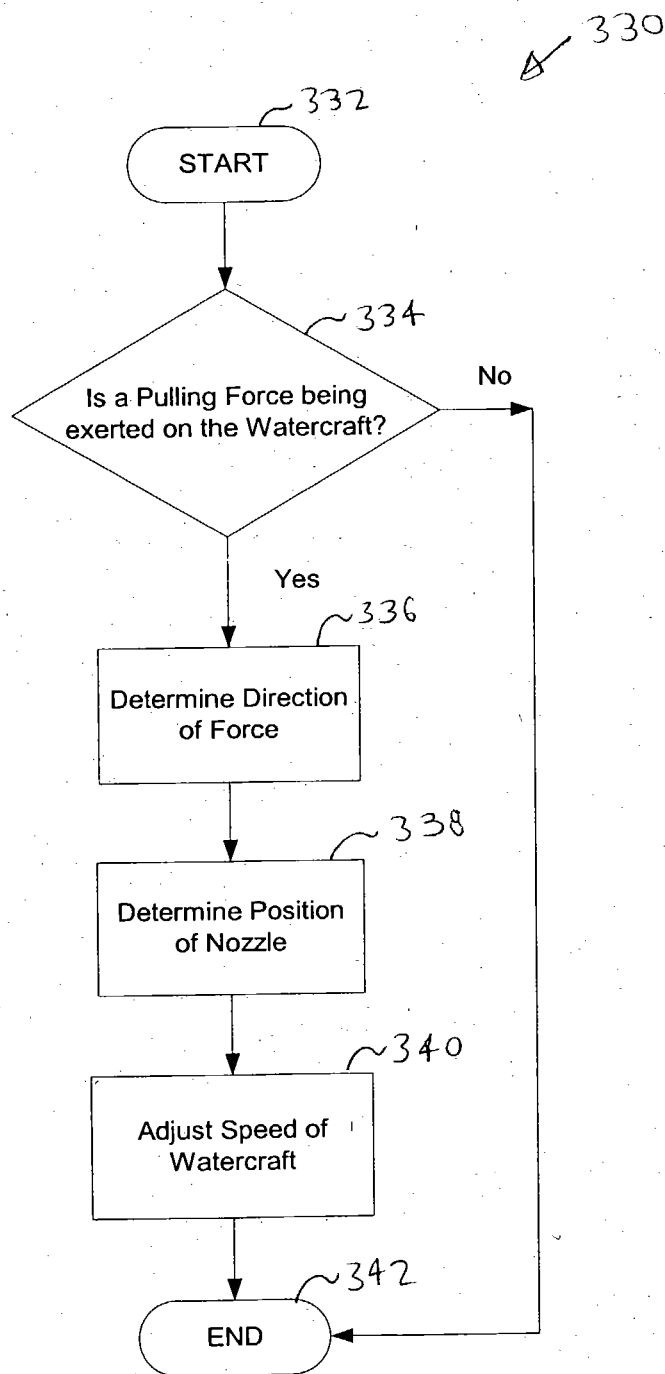 330
332
START
334
Is a Pulling Force being
exerted on the Watercraft?
No
Yes
336
Determine Direction
of Force
338
Determine Position
of Nozzle
340
Adjust Speed of
Watercraft
342
END